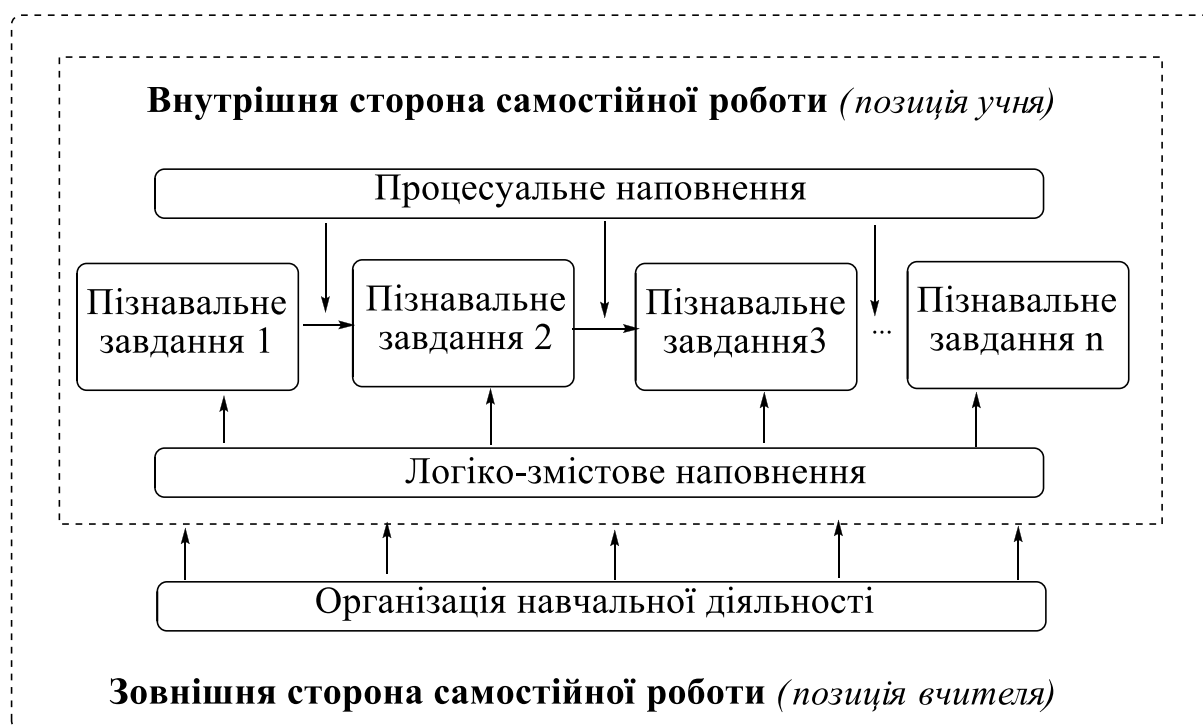 Внутрішня сторона самостійної роботи (позиція учня)
Процесуальне наповнення
Пізнавальне
завдання 1
Пізнавальне
завдання 2
Пізнавальне
завдання3
...
Пізнавальне
завдання n
Логіко-змістове наповнення
Організація навчальної діяльності
Зовнішня сторона самостійної роботи (позиція вчителя)